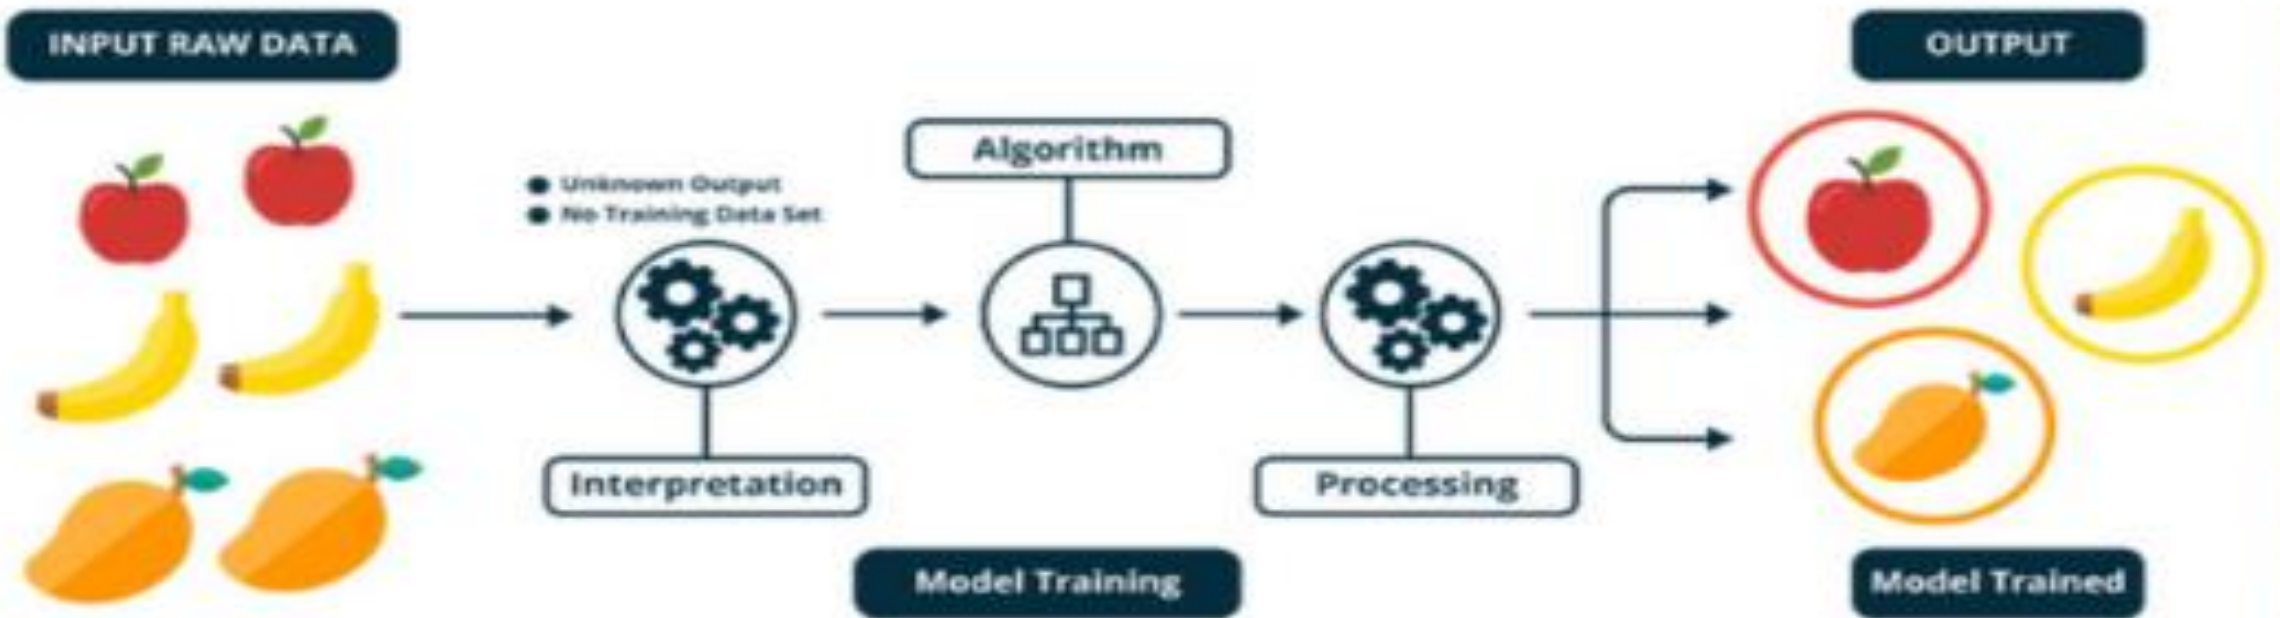 INPUT RAW DATA
OUTPUT
Algorithm
Unknown Output
No Training Data Set
Interpretation
Processing
Model Training
Model Trained